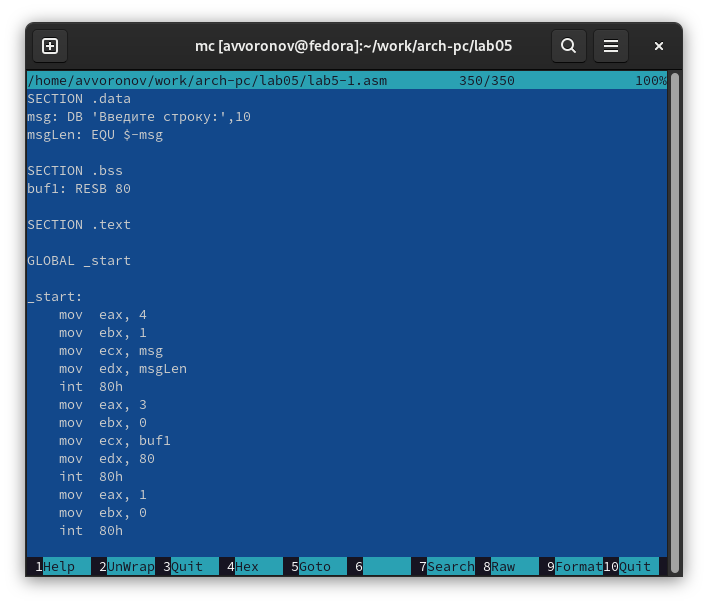 mc [avvoronov@fedora]:~/work/arch-pc/lab05
/home/avvoronov/work/arch-pc/lab05/lab5-1.asm 350/350 100%
SECTION .data
msg: DB 'Введите строку:',10
msgLen: EQU $-msg
SECTION .bss
buf1: RESB 80
SECTION .text
GLOBAL _start
_start:
mov eax, 4
mov ebx, 1
mov ecx, msg
mov edx, msgLen
int 80h
mov eax, 3
mov ebx, 0
mov ecx, buf1
mov edx, 80
int 80h
mov eax, 1
mov ebx, 0
int 80h
1Help 2UnWrap 3Quit 4Hex 5Goto 6 7Search 8Raw 9Format 10Quit